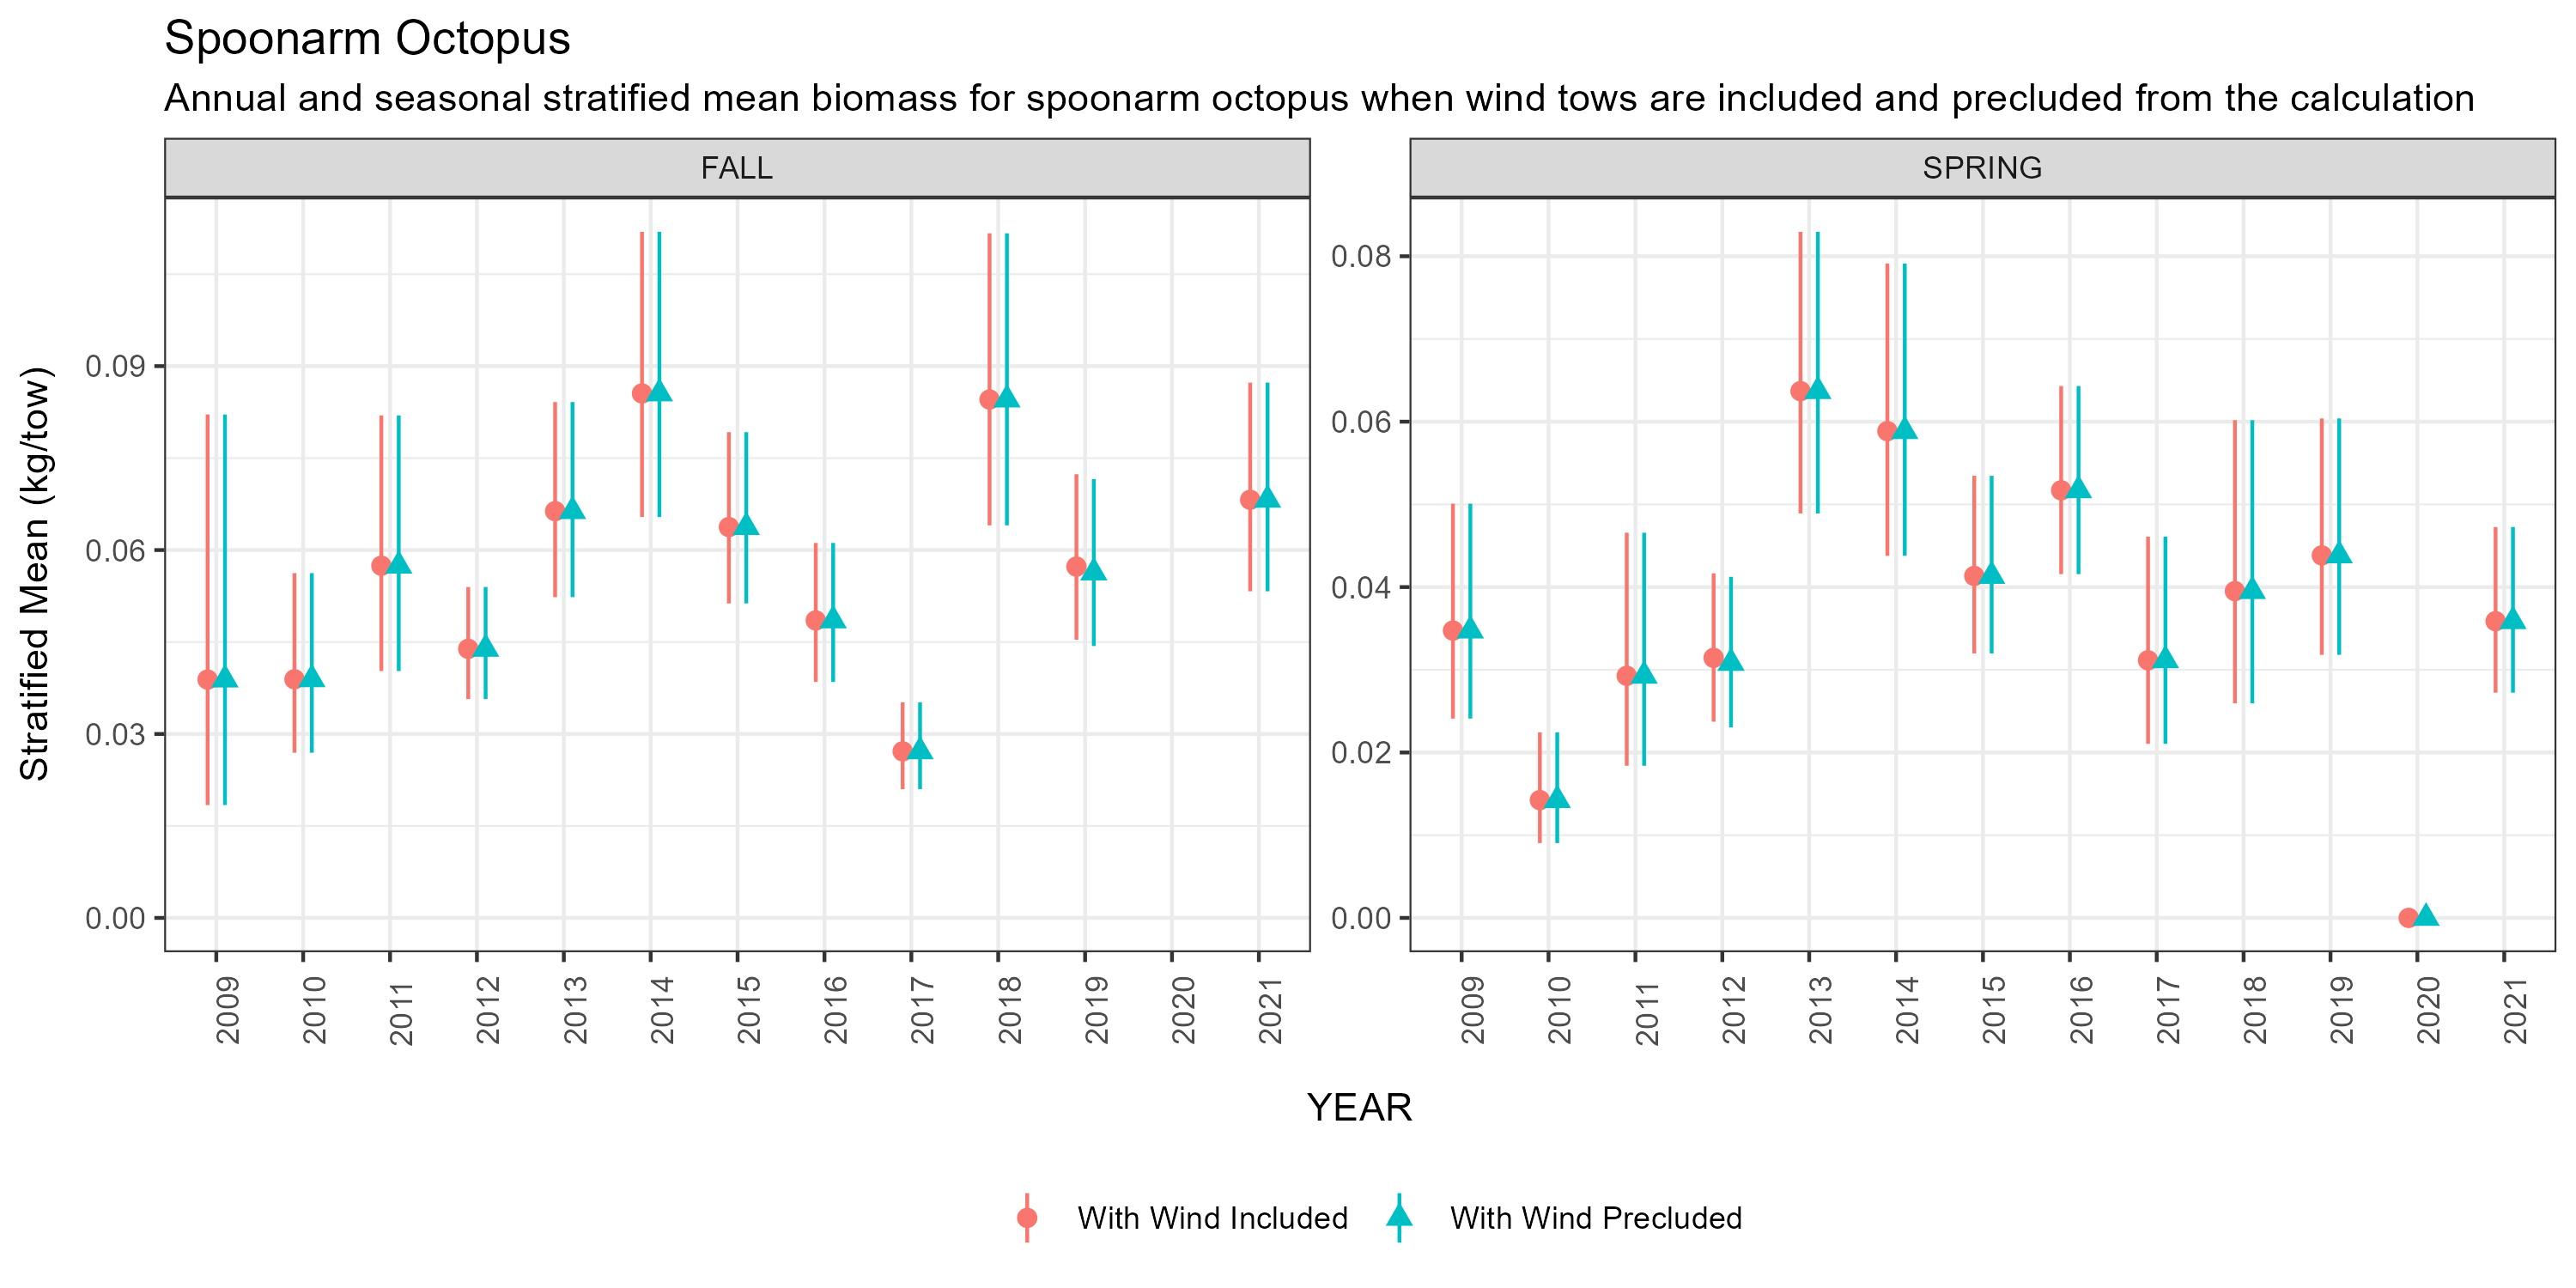 Spoonarm Octopus
Annual and seasonal stratified mean biomass for spoonarm octopus when wind tows are included and precluded from the calculation
FALL
SPRING
Stratified Mean (kg/tow)
0.09
0.06
0.03
0.00
0.08
0.06
0.04
0.02
0.00
2009 2010 2011 2012 2013 2014 2015 2016 2017 2018 2019 2020 2021
2009 2010 2011 2012 2013 2014 2015 2016 2017 2018 2019 2020 2021
YEAR
With Wind Included With Wind Precluded